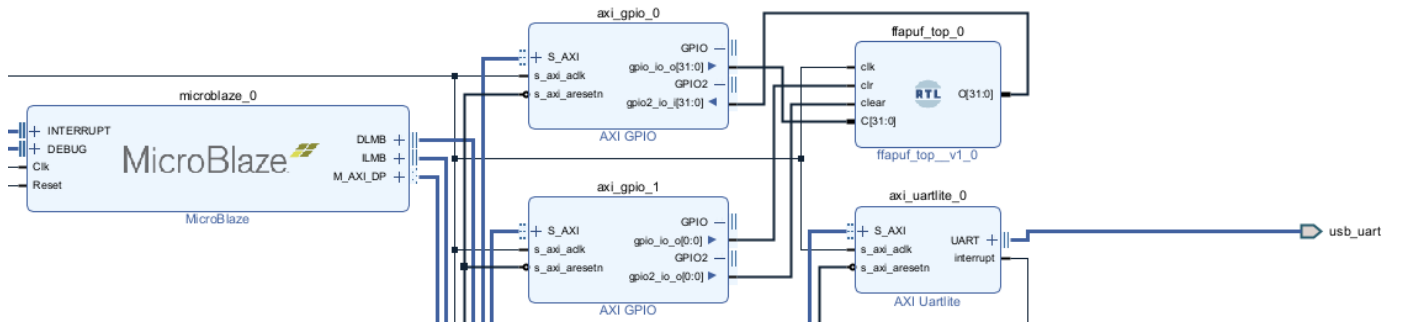 microblaze_0
INTERRUPT
DEBUG
Clk
Reset
MicroBlaze
DLMB
ILMB
M_AXI_DP
MicroBlaze
axi_gpio_0
S_AXI
s_axi_aclk
s_axi_aresetn
GPIO
gpio_io_o[31:0]
GPIO2
gpio2_io_i[31:0]
AXI GPIO
axi_gpio_1
S_AXI
s_axi_aclk
s_axi_aresetn
GPIO
gpio_io_o[0:0]
GPIO2
gpio2_io_o[0:0]
AXI GPIO
ffapuf_top_0
clk
clr
clear
C[31:0]
RTL
O[31:0]
ffapuf_top__v1_0
axi_uartlite_0
S_AXI
s_axi_aclk
s_axi_aresetn
UART
interrupt
AXI Uartlite
usb_uart